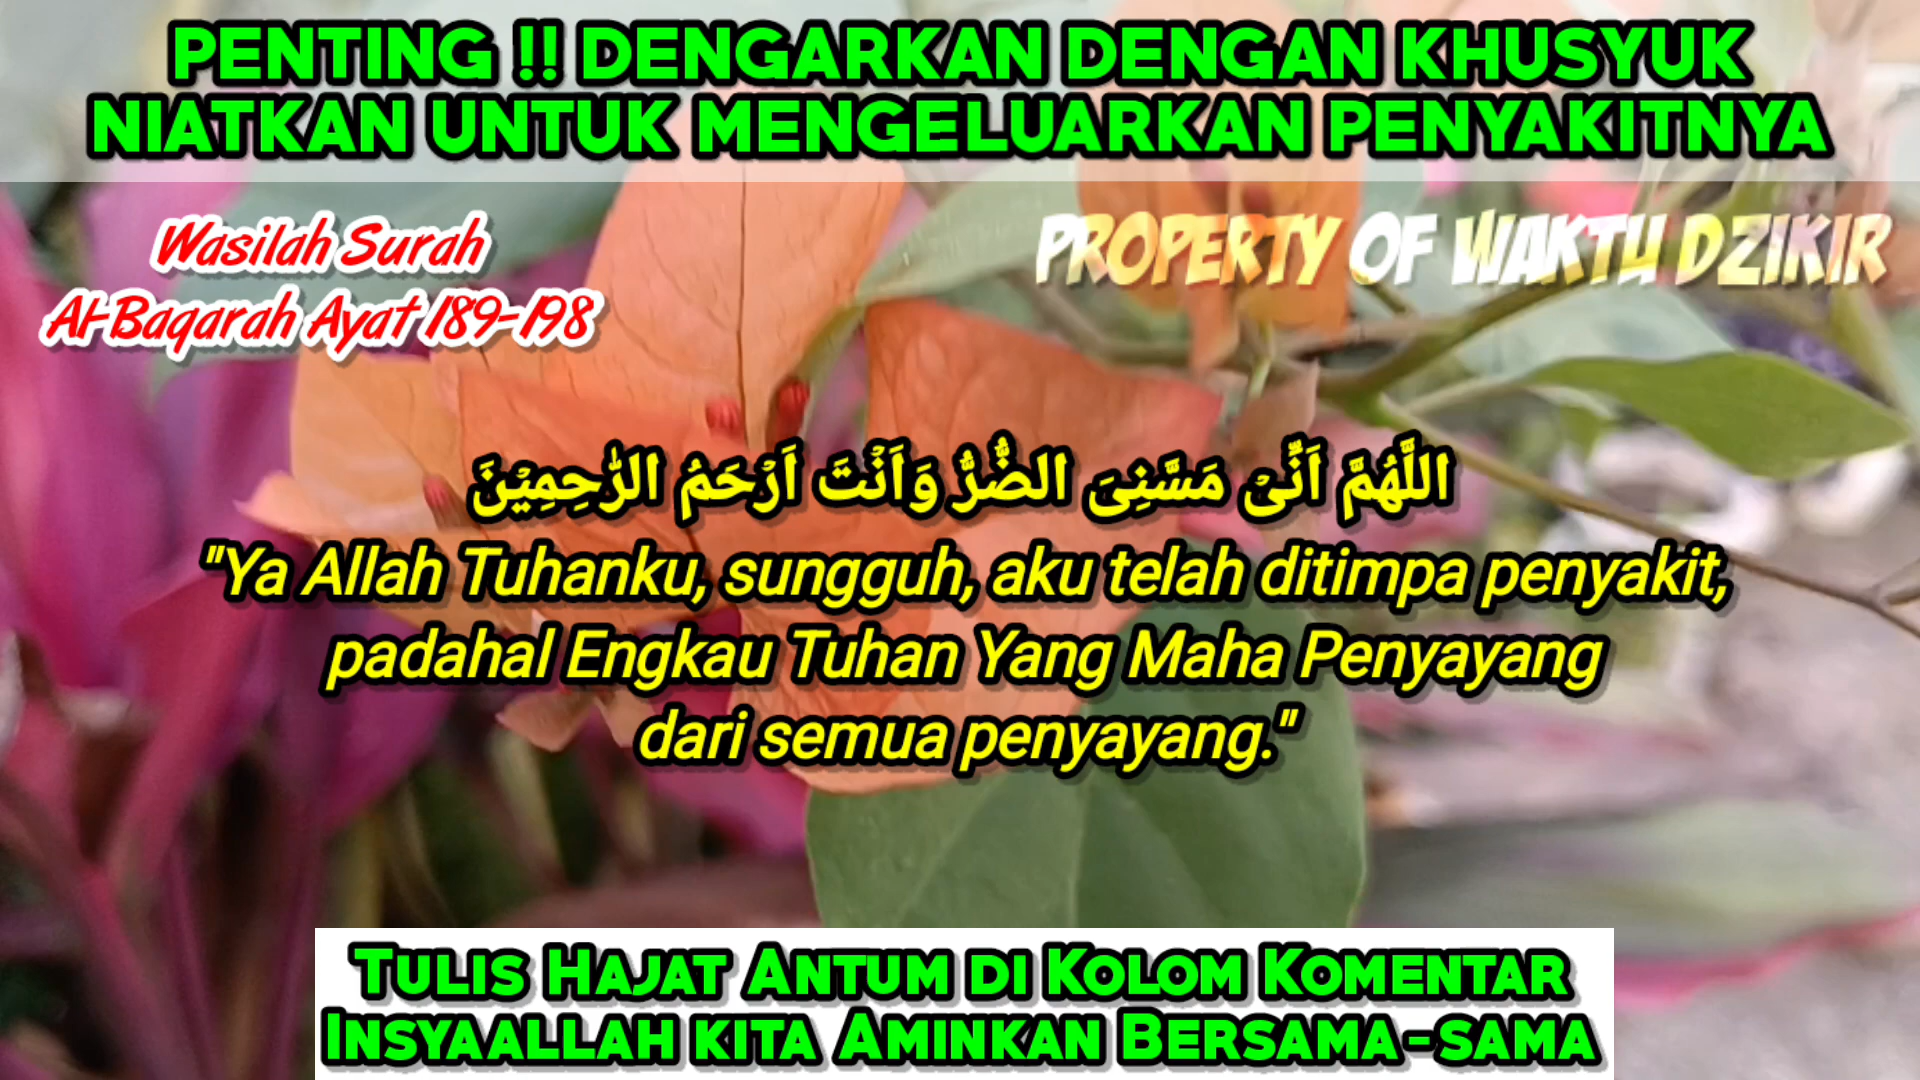 PENTING !! DENGARKAN DENGAN KHUSYUK
NIATKAN UNTUK MENGELUARKAN PENYAKITNYA
Wasilah Surah
Al-Baqarah Ayat 189-198
PROPERTY OF WAKTU DZIKIR
اللَّهُمَّ اَنِّىْ مَسَّنِىَ الضُّرُّ وَاَنْتَ اَرْحَمُ الرّٰحِمِيْنَ
"Ya Allah Tuhanku, sungguh, aku telah ditimpa penyakit,
padahal Engkau Tuhan Yang Maha Penyayang
dari semua penyayang."
TULIS HAJAT ANTUM DI KOLOM KOMENTAR
INSYAALLAH KITA AMINKAN BERSAMA-SAMA